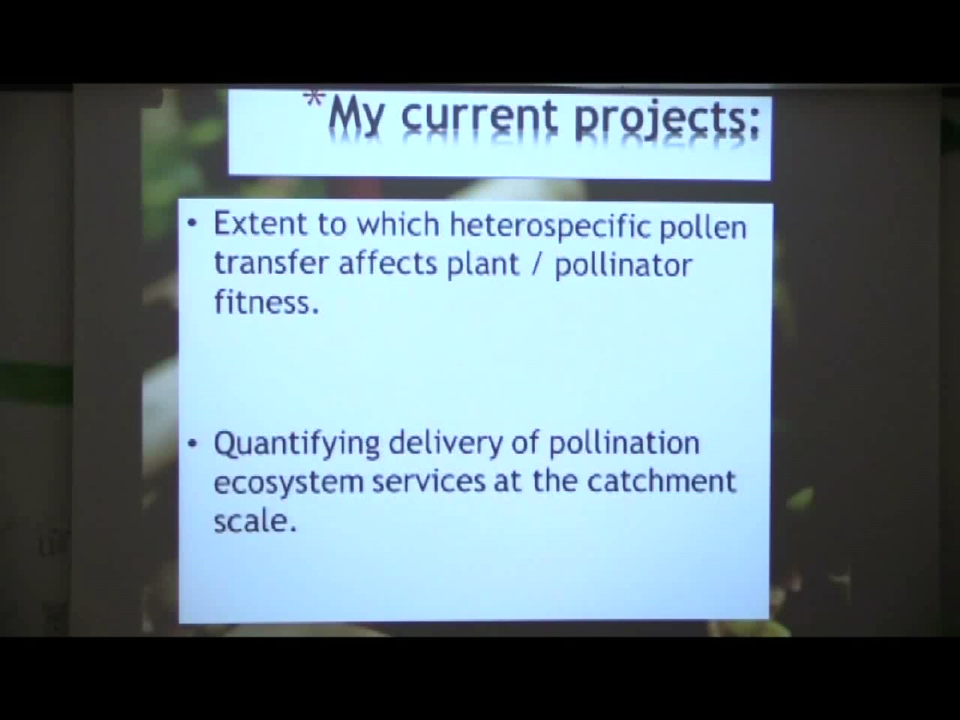 *My current projects:
• Extent to which heterospecific pollen
transfer affects plant / pollinator
fitness.
• Quantifying delivery of pollination
ecosystem services at the catchment
scale.